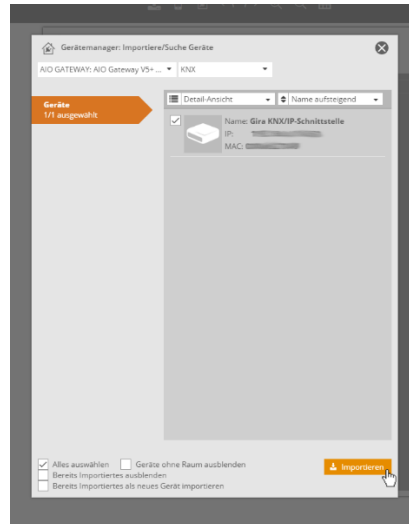 Gerätemanager: Importiere/Suche Geräte
AIO GATEWAY: AIO Gateway V5+ ... KNX
Geräte
1/1 ausgewählt
Detail-Ansicht Name aufsteigend
Name: Gira KNX/IP-Schnittstelle
IP:
MAC:
Alles auswählen Geräte ohne Raum ausblenden
Bereits Importiertes ausblenden
Bereits Importiertes als neues Gerät importieren
Importieren